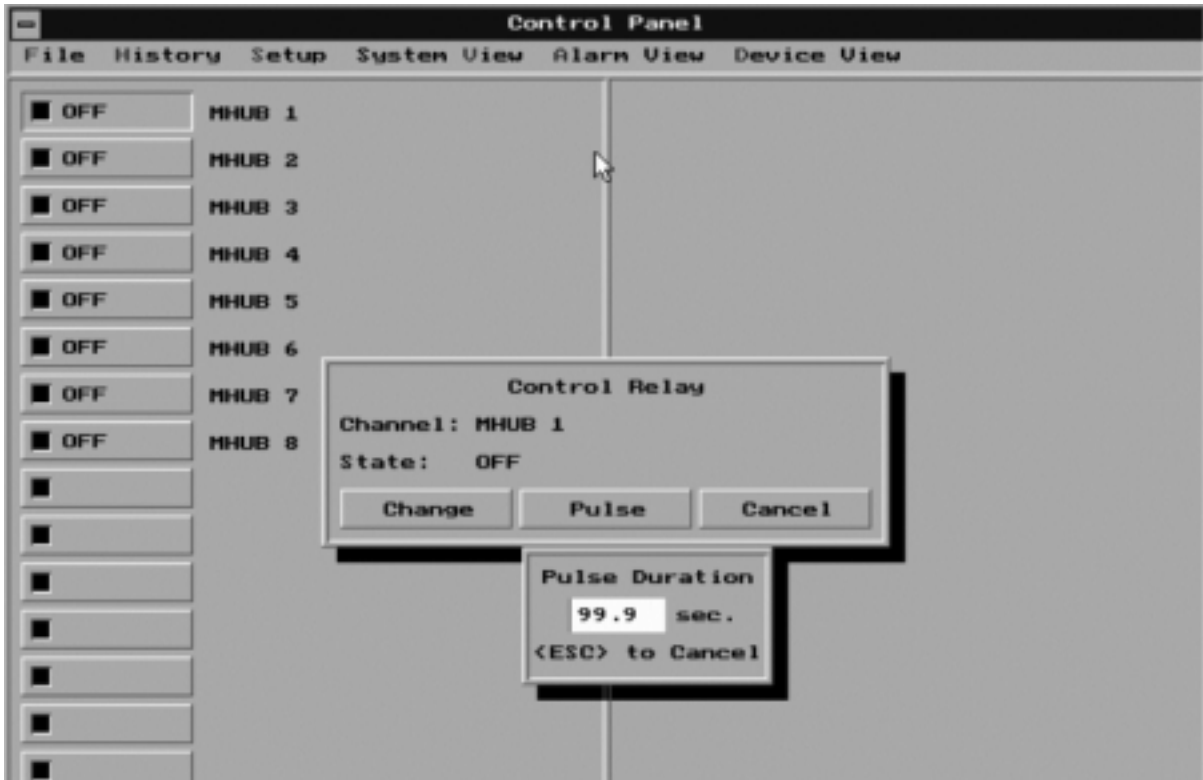 Control Panel
File History Setup System View Alarm View Device View
OFF MHUB 1
OFF MHUB 2
OFF MHUB 3
OFF MHUB 4
OFF MHUB 5
OFF MHUB 6
OFF MHUB 7
OFF MHUB 8
Control Relay
Channel: MHUB 1
State: OFF
Change Pulse Cancel
Pulse Duration
99.9 sec.
<ESC> to Cancel